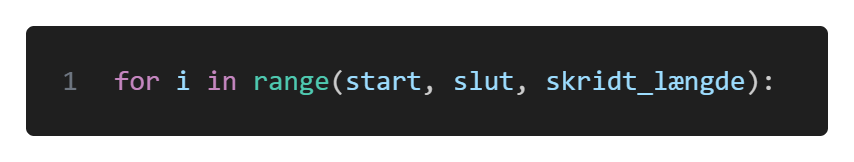 1 for i in range(start, slut, skridt_længde):